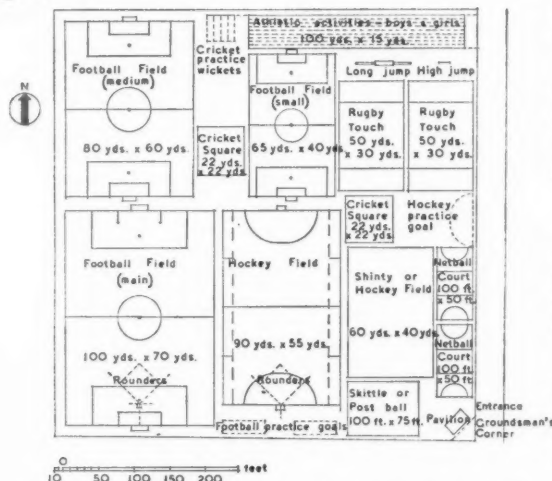 Athletic activities - boys & girls
100 yds. x 15 yds.
Cricket
practice
wickets
Football Field
(medium)
80 yds. x 60 yds.
Cricket
Square
22 yds.
x 22 yds.
Football Field
(small)
65 yds. x 40 yds.
Long jump
High jump
Rugby
Touch
50 yds.
x 30 yds.
Rugby
Touch
50 yds.
x 30 yds.
N
Cricket
Square
22 yds.
x 22 yds.
Hockey
practice
goal
Football Field
(main)
100 yds. x 70 yds.
Rounders
Hockey Field
90 yds. x 55 yds.
Rounders
Shinty or
Hockey Field
60 yds. x 40 yds.
Netball
Court
100 ft.
x 50 ft.
Netball
Court
100 ft.
x 50 ft.
Skittle or
Post ball
100 ft. x 75 ft.
Football practice goals
Pavilion
Entrance
Groundsman's
Corner
0
10 50 100 150 200 feet